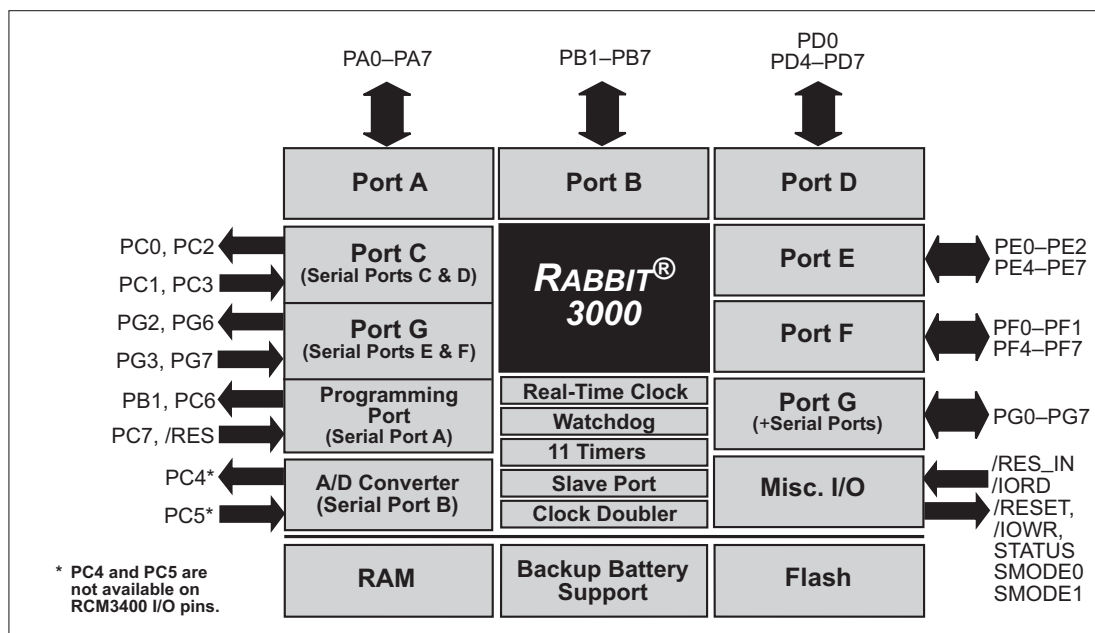 PA0–PA7
PB1–PB7
PD0
PD4–PD7
Port A
Port B
Port D
PC0, PC2
PC1, PC3
Port C
(Serial Ports C & D)
PG2, PG6
PG3, PG7
Port G
(Serial Ports E & F)
PB1, PC6
PC7, /RES
Programming
Port
(Serial Port A)
PC4*
PC5*
A/D Converter
(Serial Port B)
RABBIT®
3000
Real-Time Clock
Watchdog
11 Timers
Slave Port
Clock Doubler
Port E
PE0–PE2
PE4–PE7
Port F
PF0–PF1
PF4–PF7
Port G
(+Serial Ports)
PG0–PG7
Misc. I/O
/RES_IN
/IORD
/RESET,
/IOWR,
STATUS
SMODE0
SMODE1
RAM
Backup Battery
Support
Flash
* PC4 and PC5 are
not available on
RCM3400 I/O pins.